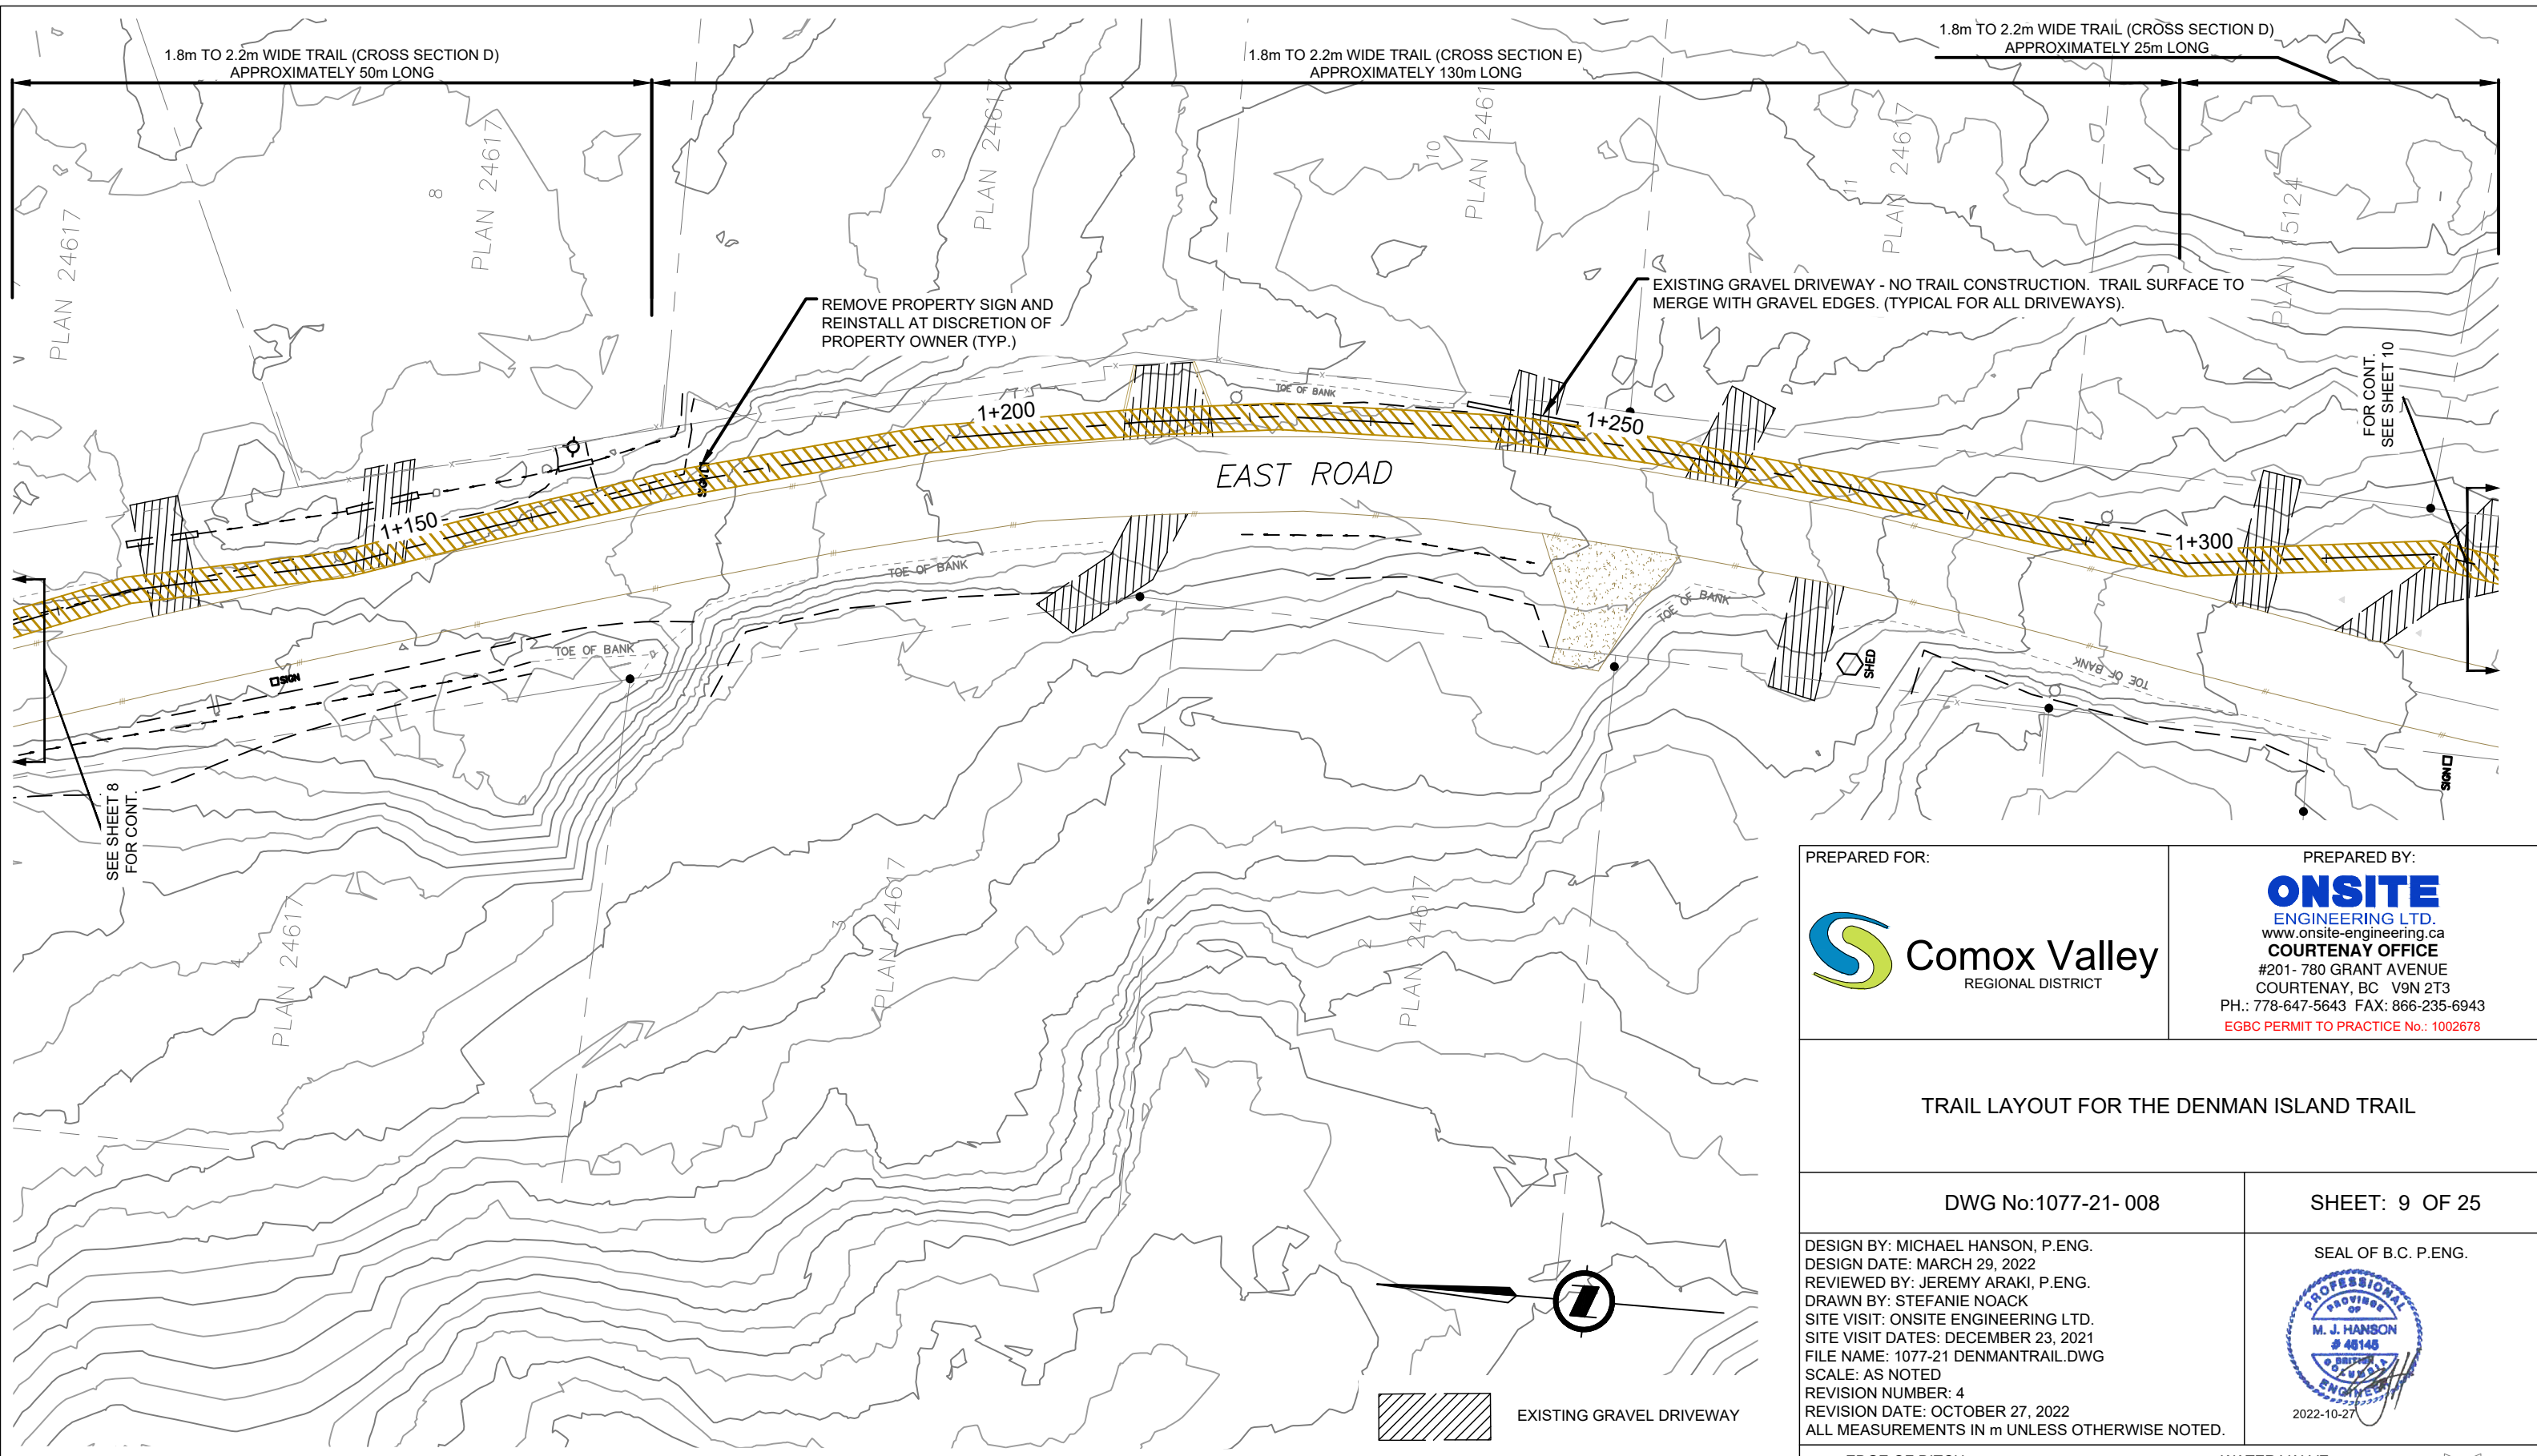 1.8m TO 2.2m WIDE TRAIL (CROSS SECTION D)
APPROXIMATELY 50m LONG
1.8m TO 2.2m WIDE TRAIL (CROSS SECTION E)
APPROXIMATELY 130m LONG
1.8m TO 2.2m WIDE TRAIL (CROSS SECTION D)
APPROXIMATELY 25m LONG
PLAN 24617
8
PLAN 24617
9
PLAN 24617
10
PLAN 2461
11
PLAN 24617
1
PLAN 15124
REMOVE PROPERTY SIGN AND
REINSTALL AT DISCRETION OF
PROPERTY OWNER (TYP.)
EXISTING GRAVEL DRIVEWAY - NO TRAIL CONSTRUCTION. TRAIL SURFACE TO
MERGE WITH GRAVEL EDGES. (TYPICAL FOR ALL DRIVEWAYS).
FOR CONT.
SEE SHEET 10
TOE OF BANK
1+200
1+250
EAST ROAD
SIGN
1+150
1+300
TOE OF BANK
TOE OF BANK
TOE OF BANK
TOE OF BANK
SIGN
SHED
SIGN
SEE SHEET 8
FOR CONT.
4
PLAN 24617
3
PLAN 24617
2
PLAN 24617
EXISTING GRAVEL DRIVEWAY
PREPARED FOR:
Comox Valley
REGIONAL DISTRICT
PREPARED BY:
ONSITE
ENGINEERING LTD.
www.onsite-engineering.ca
COURTENAY OFFICE
#201- 780 GRANT AVENUE
COURTENAY, BC V9N 2T3
PH.: 778-647-5643 FAX: 866-235-6943
EGBC PERMIT TO PRACTICE No.: 1002678
TRAIL LAYOUT FOR THE DENMAN ISLAND TRAIL
DWG No:1077-21- 008
SHEET: 9 OF 25
DESIGN BY: MICHAEL HANSON, P.ENG.
DESIGN DATE: MARCH 29, 2022
REVIEWED BY: JEREMY ARAKI, P.ENG.
DRAWN BY: STEFANIE NOACK
SITE VISIT: ONSITE ENGINEERING LTD.
SITE VISIT DATES: DECEMBER 23, 2021
FILE NAME: 1077-21 DENMANTRAIL.DWG
SCALE: AS NOTED
REVISION NUMBER: 4
REVISION DATE: OCTOBER 27, 2022
ALL MEASUREMENTS IN m UNLESS OTHERWISE NOTED.
SEAL OF B.C. P.ENG.
PROFESSIONAL
PROVINCE
OF
M. J. HANSON
# 45145
BRITISH
COLUMBIA
ENGINEER
2022-10-27